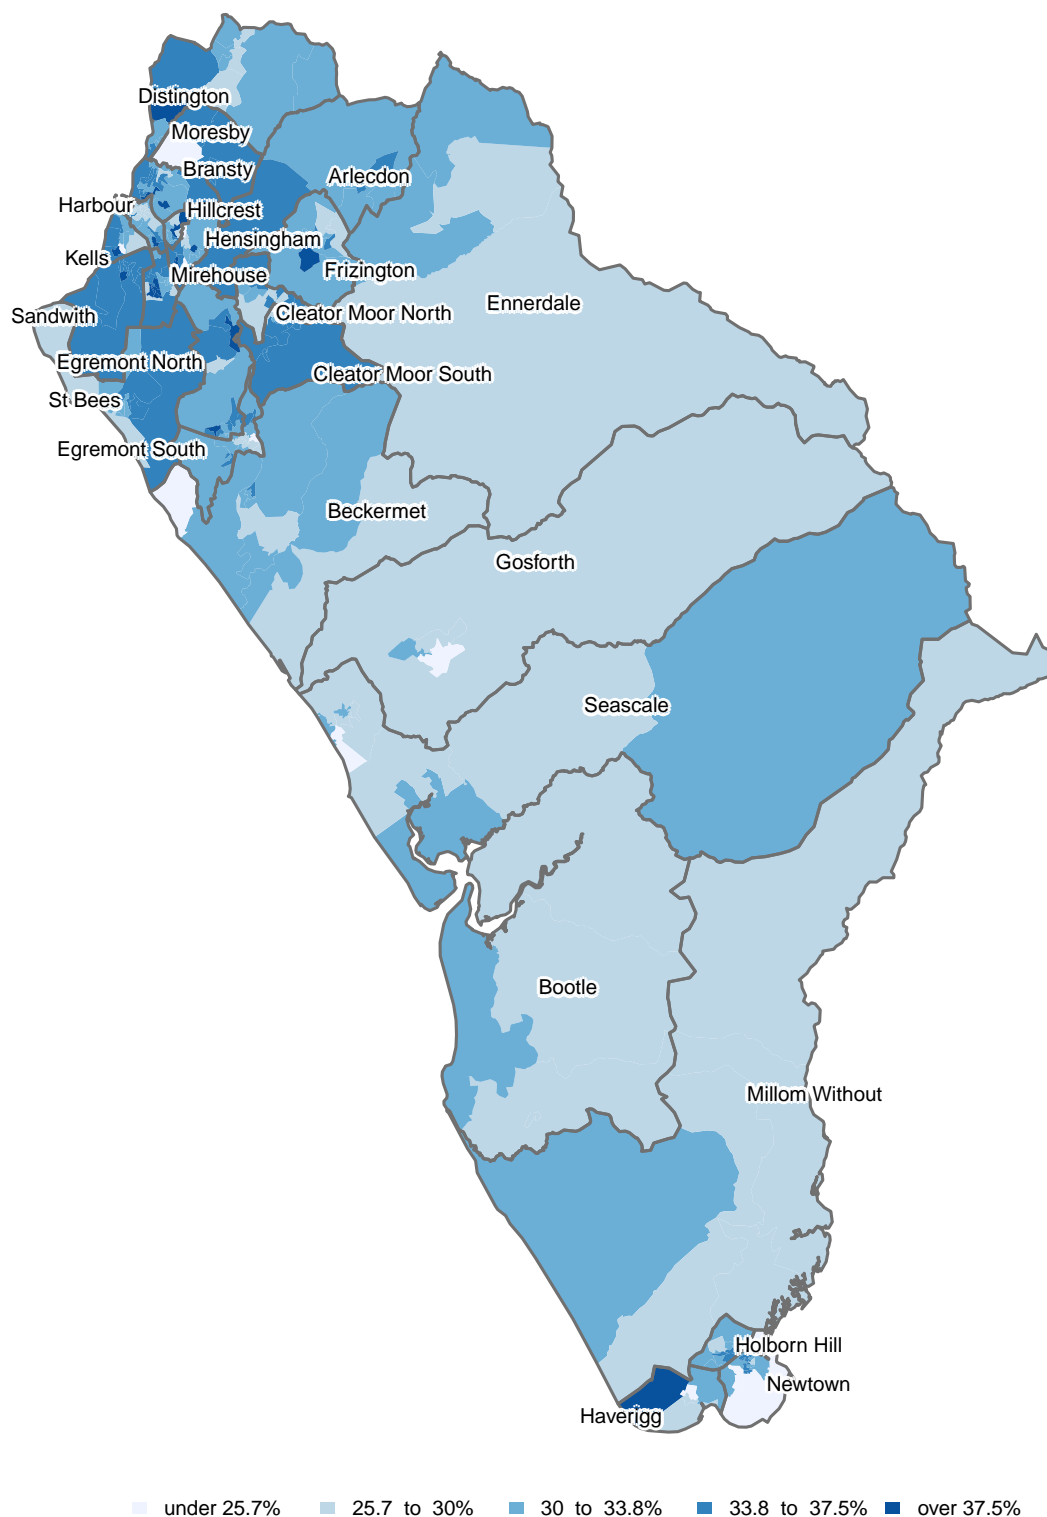 Distington
Moresby
Bransty
Arlecdon
Harbour
Hillcrest
Hensingham
Kells
Mirehouse
Frizington
Ennerdale
Sandwith
Cleator Moor North
Egremont North
Cleator Moor South
St Bees
Egremont South
Beckermet
Gosforth
Seascale
Bootle
Millom Without
Holborn Hill
Newtown
Haverigg
under 25.7% 25.7 to 30% 30 to 33.8% 33.8 to 37.5% over 37.5%